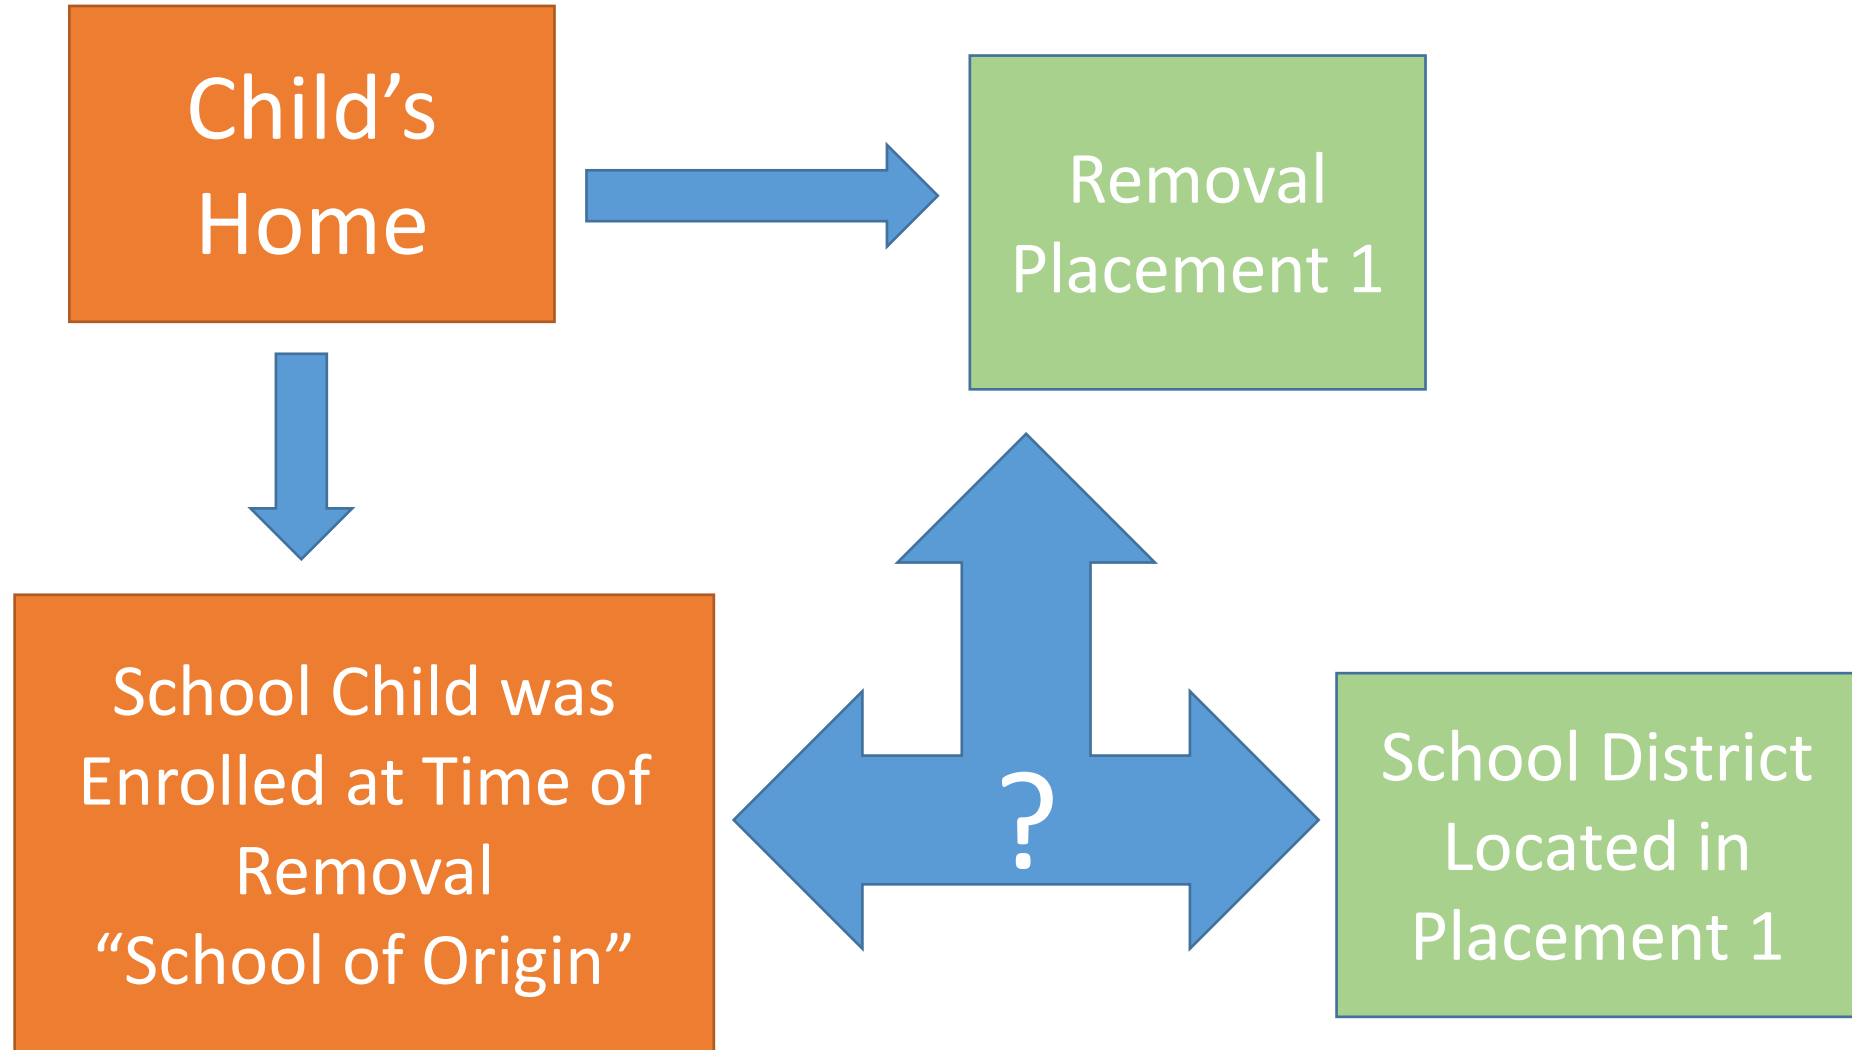 Child’s
Home
Removal
Placement 1
School Child was
Enrolled at Time of
Removal
“School of Origin”
?
School District
Located in
Placement 1